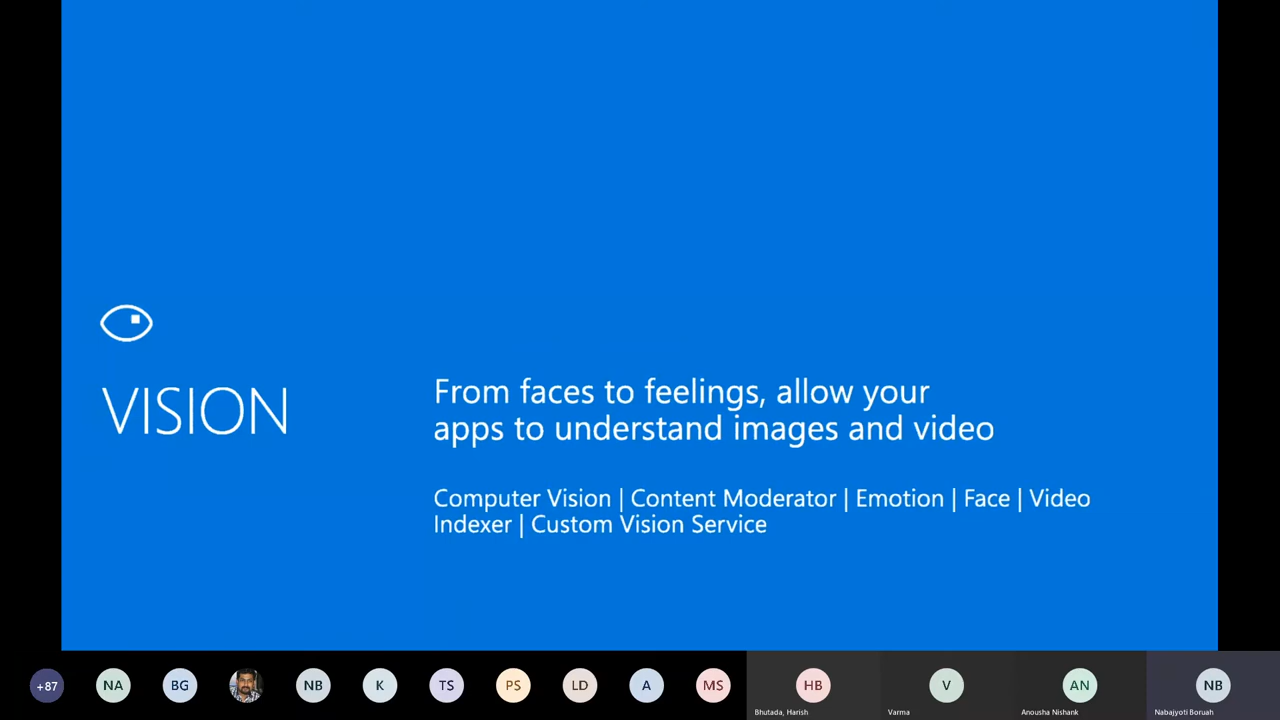 VISION
From faces to feelings, allow your
apps to understand images and video
Computer Vision | Content Moderator | Emotion | Face | Video
Indexer | Custom Vision Service
+87
NA
BG
NB
K
TS
PS
LD
A
MS
HB
V
AN
NB
Bhutada, Harish
Varma
Anousha Nishank
Nabajyoti Boruah